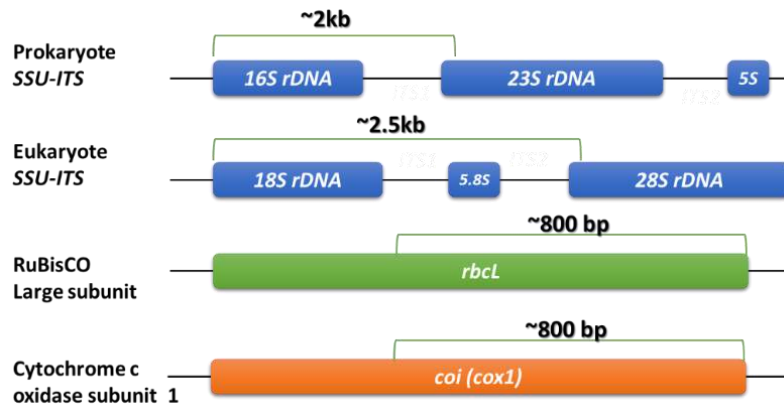 ~2kb
Prokaryote
SSU-ITS
16S rDNA
ITS1
23S rDNA
ITS2
5S
~2.5kb
Eukaryote
SSU-ITS
18S rDNA
ITS1
5.8S
ITS2
28S rDNA
~800 bp
RuBisCO
Large subunit
rbcL
~800 bp
Cytochrome c
oxidase subunit 1
coi (cox1)